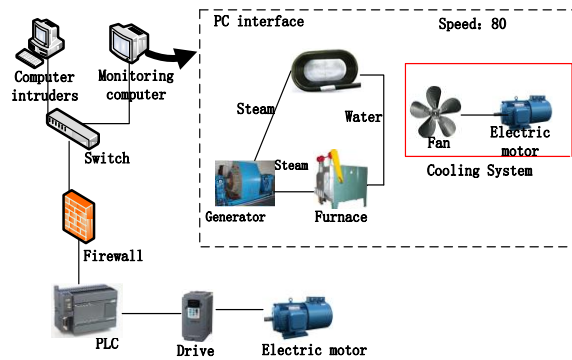 PC interface
Speed: 80
Computer
intruders
Monitoring
computer
Switch
Steam
Water
Steam
Generator
Furnace
Fan
Electric
motor
Cooling System
Firewall
PLC
Drive
Electric motor